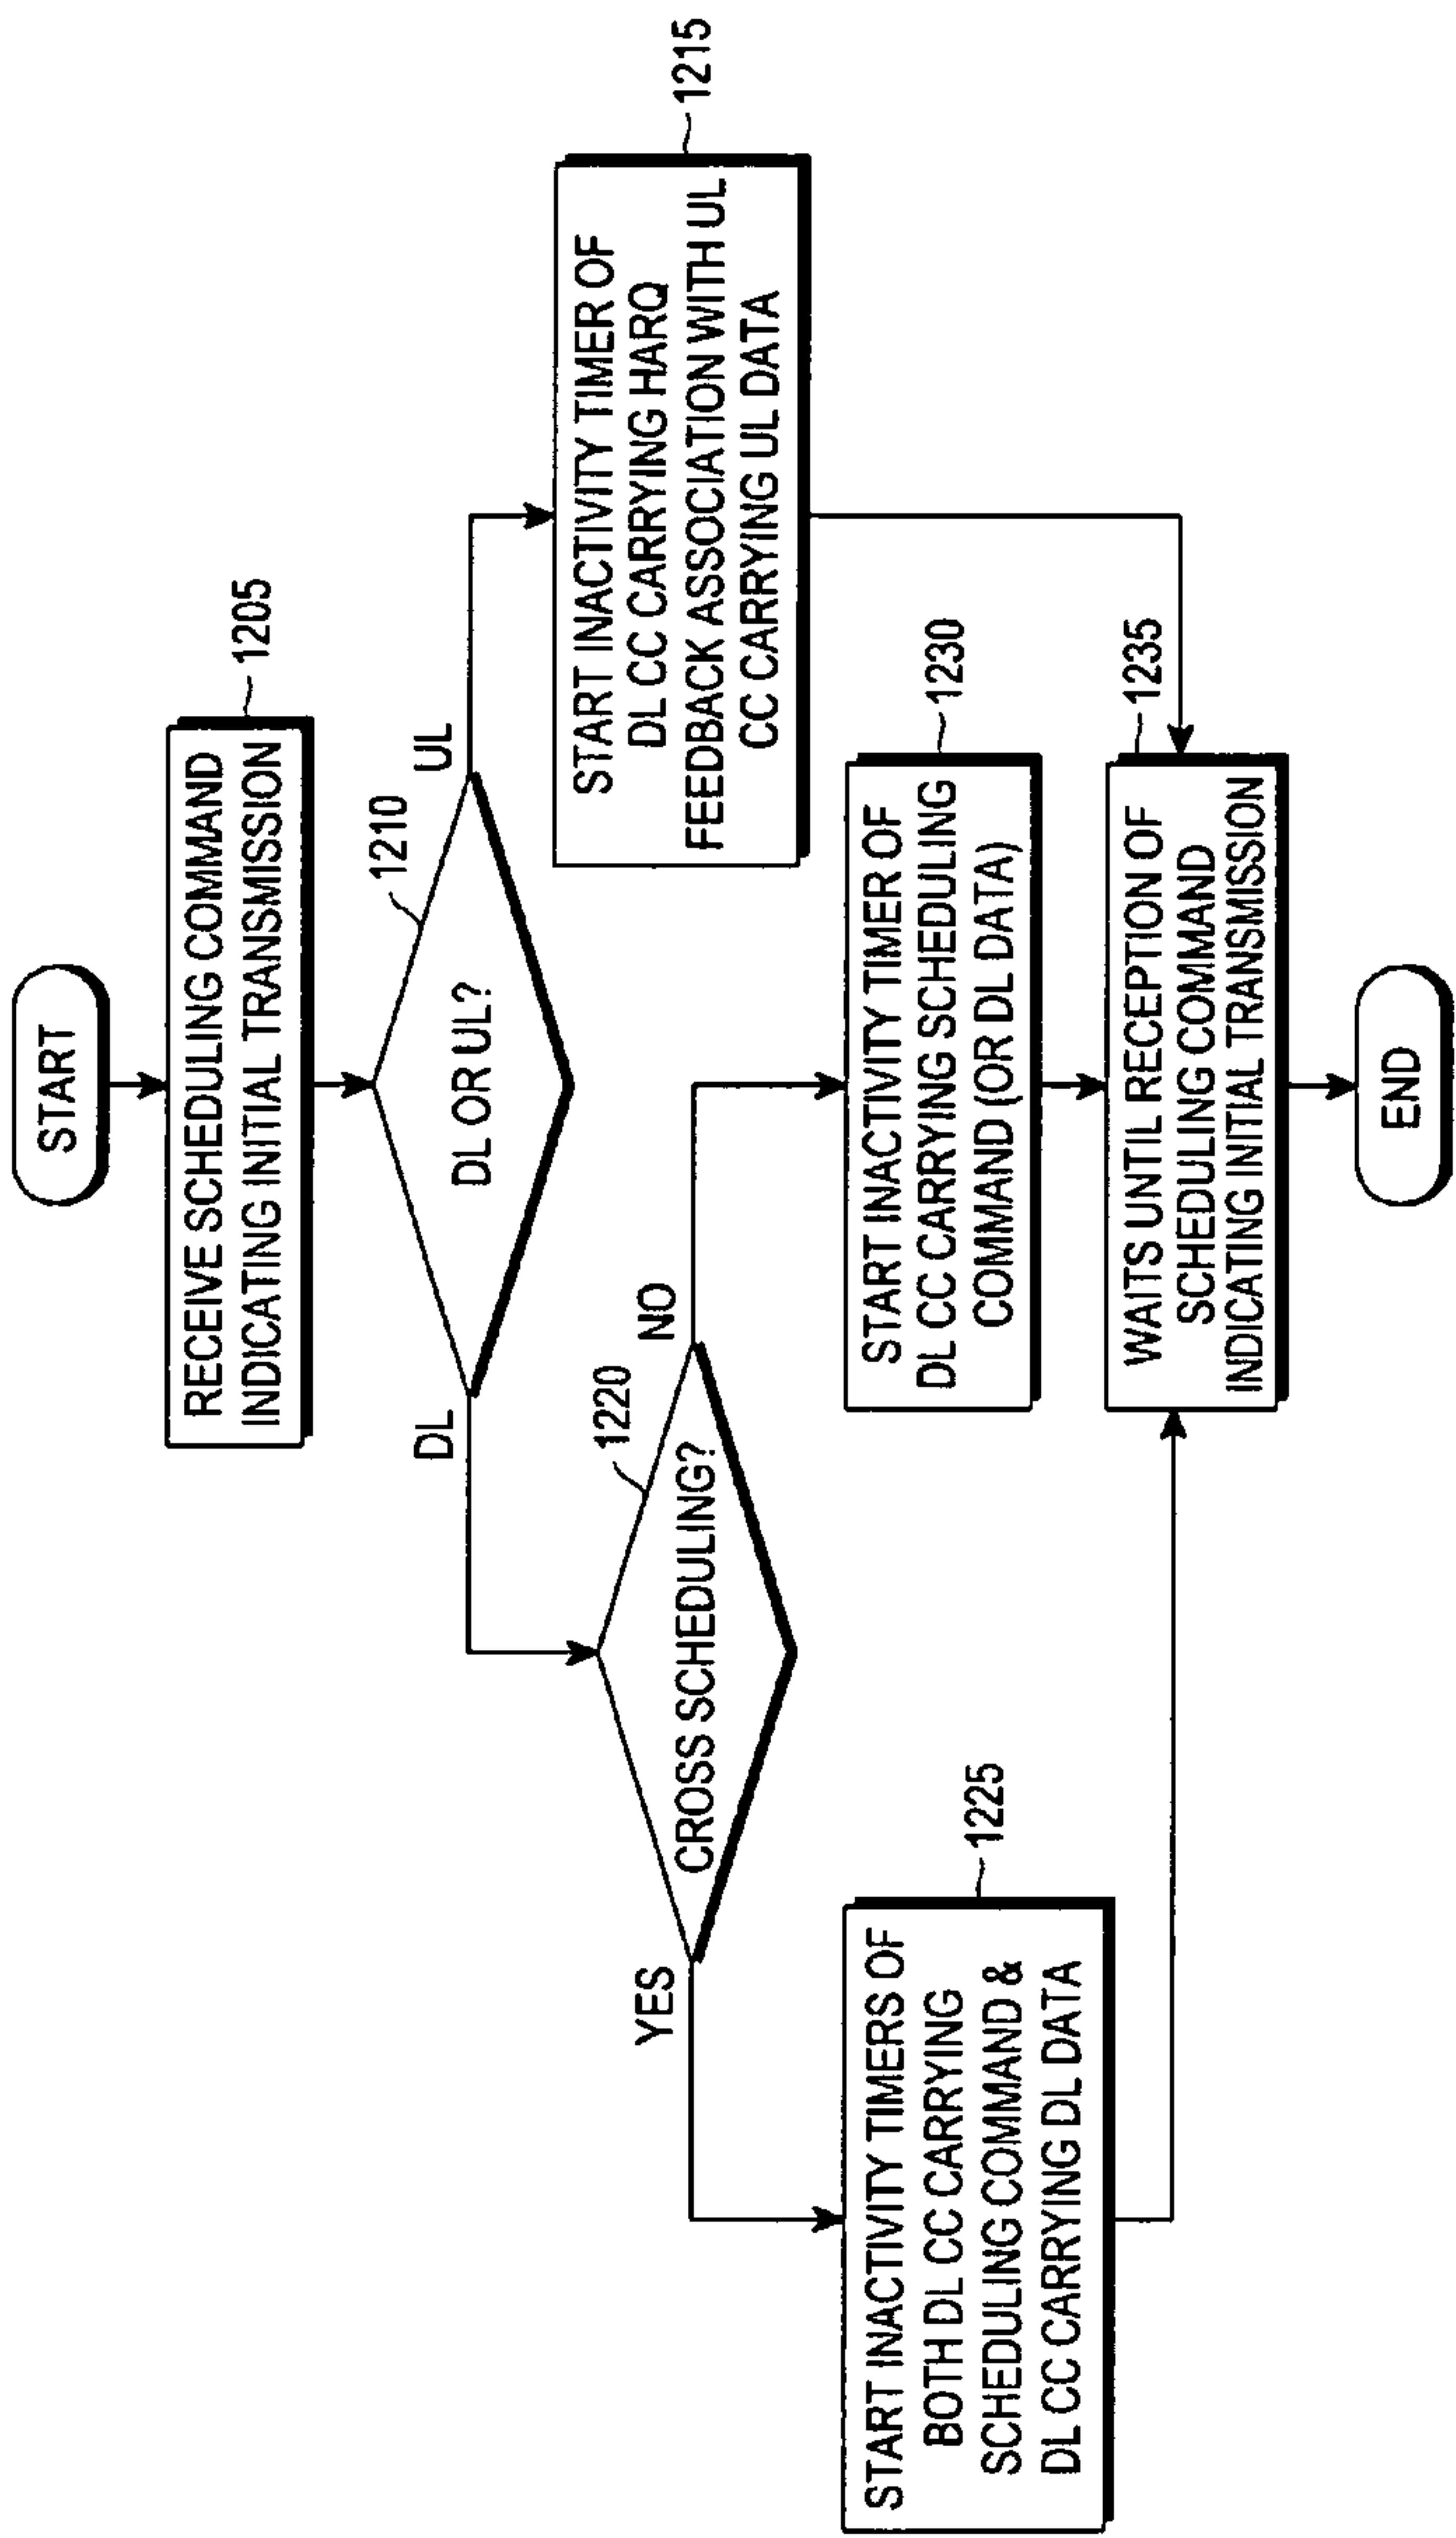 START
RECEIVE SCHEDULING COMMAND
INDICATING INITIAL TRANSMISSION
1205
DL OR UL?
1210
DL
UL
START INACTIVITY TIMER OF
DL CC CARRYING HARQ
FEEDBACK ASSOCIATION WITH UL
CC CARRYING UL DATA
1215
CROSS SCHEDULING?
1220
YES
NO
START INACTIVITY TIMERS OF
BOTH DL CC CARRYING
SCHEDULING COMMAND &
DL CC CARRYING DL DATA
1225
START INACTIVITY TIMER OF
DL CC CARRYING SCHEDULING
COMMAND (OR DL DATA)
1230
WAITS UNTIL RECEPTION OF
SCHEDULING COMMAND
INDICATING INITIAL TRANSMISSION
1235
END